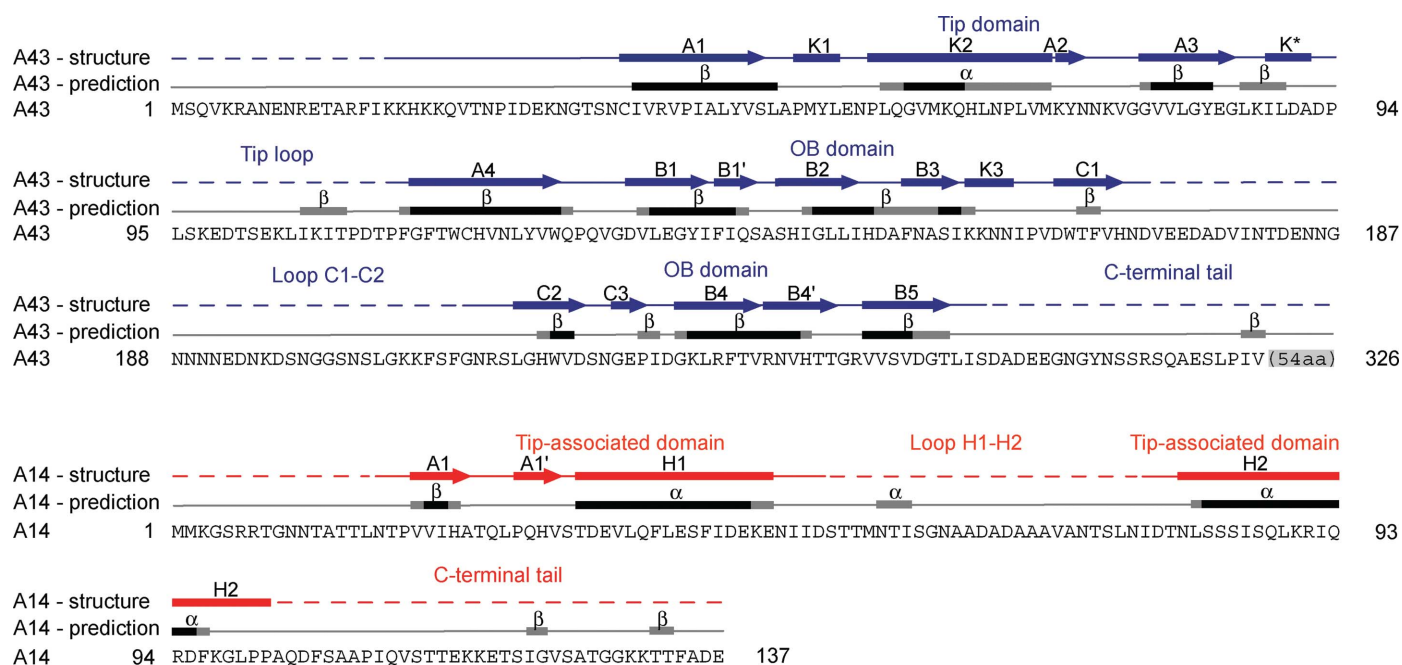 Tip domain
A1 K1 K2 A2 A3 K*
A43 - structure
β α β β
A43 - prediction
A43 1 MSQVKRANENRETARFIKKHKKQVTNPIDEKNGTSNCIVRVPIALYVSLAPMYLENPLQGVMKQHLNPLVMKYNNKVGGVVLGYEGLKILDADP 94
Tip loop OB domain
A4 B1 B1' B2 B3 K3 C1
A43 - structure
β β β β β
A43 - prediction
A43 95 LSKEDTSEKLIKITPDTPFGFTWCHVNLYVWQPQVGDVLEGYIFIQSASHIGLLIHDAFNASIKKNNIPVDWTFVHNDVEEDADVINTDENNG 187
Loop C1-C2 OB domain C-terminal tail
C2 C3 B4 B4' B5
A43 - structure
β β β β β
A43 - prediction
A43 188 NNNNEDNKDSNGGSNSLGKKFSFGNRSLGHWVDSNGEPIDGKLRFTVRNVHTTGRVVSVDGTLISDADEEGNGYNSSRSQAESLPIV (54aa) 326
Tip-associated domain Loop H1-H2 Tip-associated domain
A1 A1' H1 H2
A14 - structure
β α α α
A14 - prediction
A14 1 MMKGSRRTGNNTATTLNTPVVIHATQLPQHVSTDEVLQFLESFIDEKENIIDSTTMNTISGNAADADAAAVANTSLNIDTNLSSSISQLKRIQ 93
H2 C-terminal tail
A14 - structure
α β β
A14 - prediction
A14 94 RDFKGLPPAQDFSAAPIQVSTTEKKETSIGVSATGGKKTTFADE 137